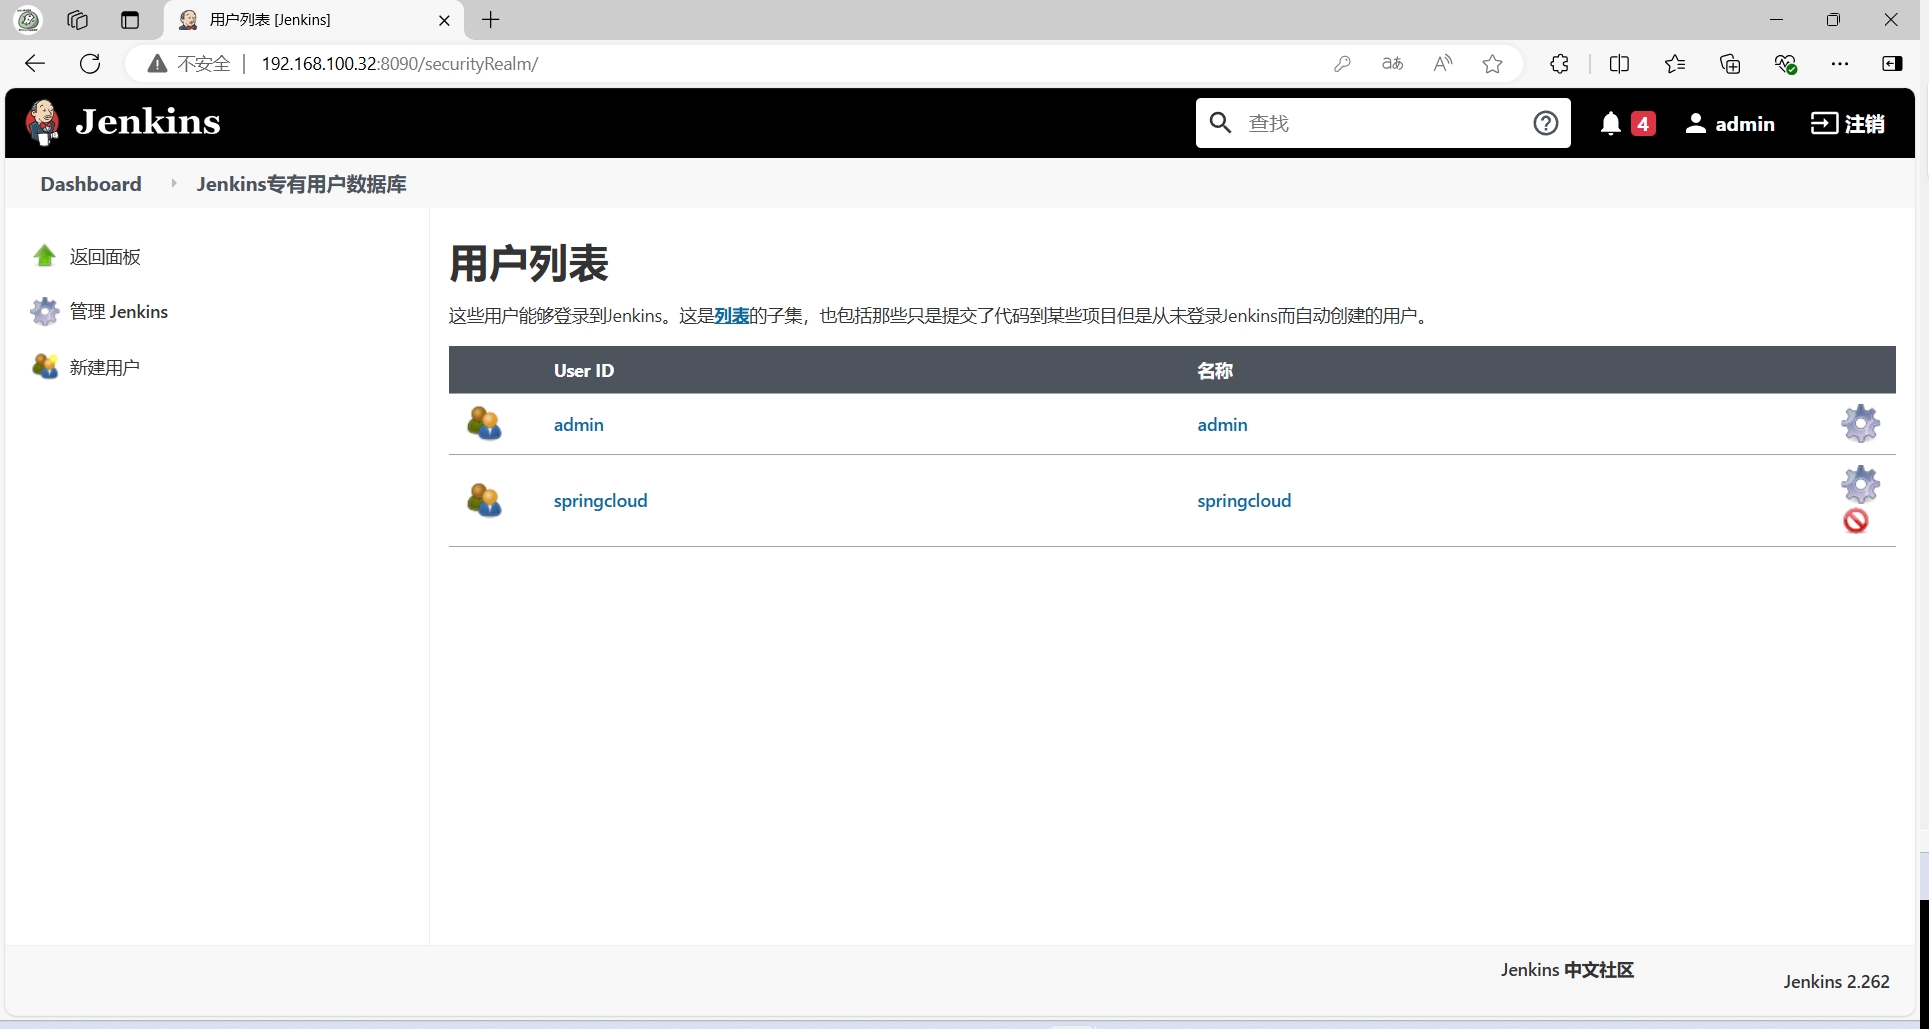 用户列表 [Jenkins]
不安全 192.168.100.32:8090/securityRealm/
Jenkins
查找
4
admin
注销
Dashboard
Jenkins专有用户数据库
返回面板
管理 Jenkins
新建用户
用户列表
这些用户能够登录到Jenkins。这是列表的子集，也包括那些只是提交了代码到某些项目但是从未登录Jenkins而自动创建的用户。
User ID 名称
admin admin
springcloud springcloud
Jenkins 中文社区
Jenkins 2.262